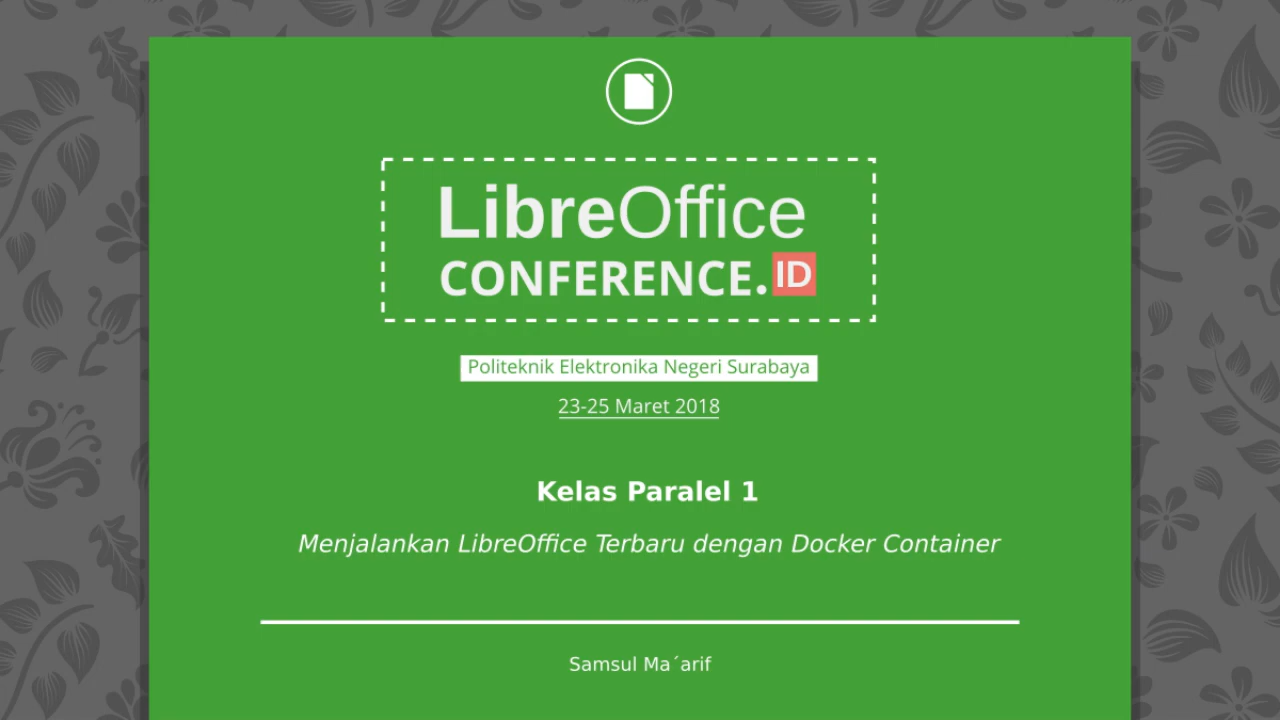 LibreOffice
CONFERENCE.ID
Politeknik Elektronika Negeri Surabaya
23-25 Maret 2018
Kelas Paralel 1
Menjalankan LibreOffice Terbaru dengan Docker Container
Samsul Ma´arif